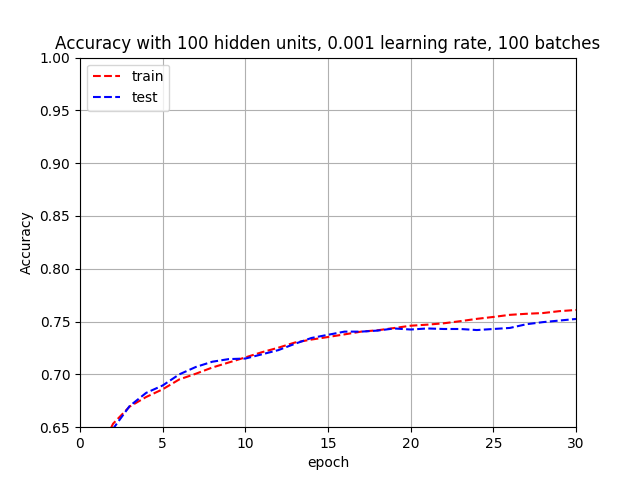 Accuracy with 100 hidden units, 0.001 learning rate, 100 batches
1.00
0.95
0.90
0.85
0.80
0.75
0.70
0.65
Accuracy
train
test
0 5 10 15 20 25 30
epoch